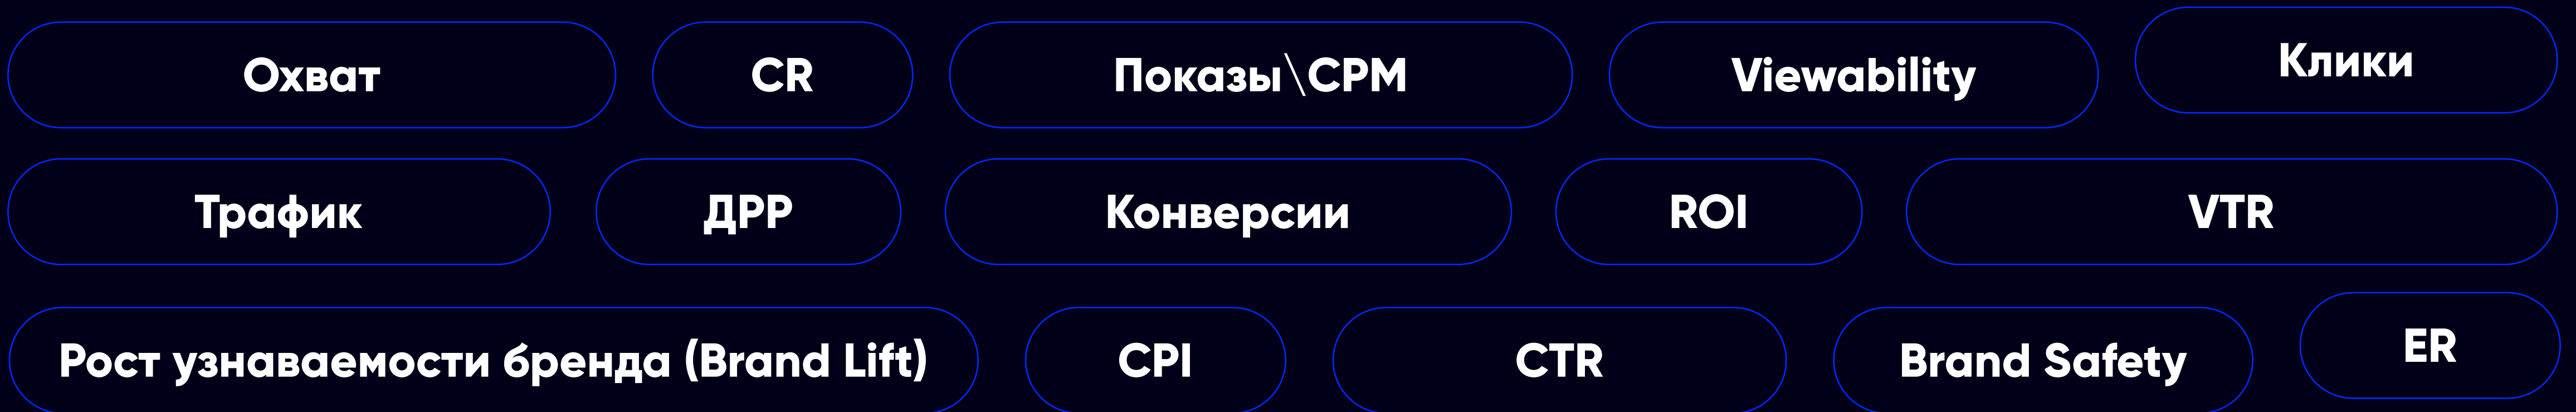 Охват
CR
Показы\CPM
Viewability
Клики
Трафик
ДРР
Конверсии
ROI
VTR
Рост узнаваемости бренда (Brand Lift)
CPI
CTR
Brand Safety
ER